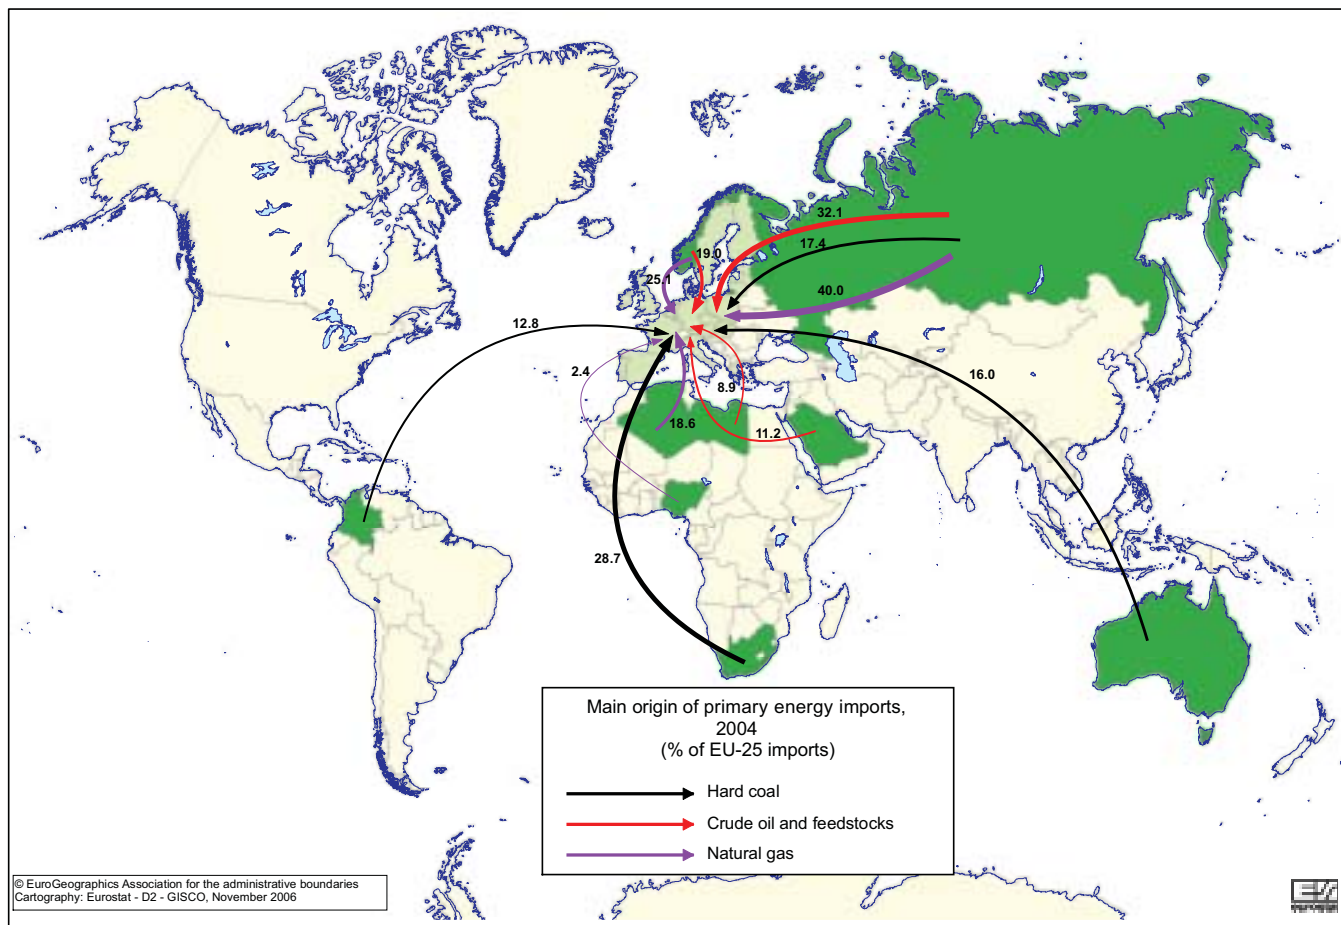 32.1
17.4
19.0
25.1
40.0
12.8
2.4
16.0
8.9
18.6
11.2
28.7
Main origin of primary energy imports,
2004
(% of EU-25 imports)
Hard coal
Crude oil and feedstocks
Natural gas
© EuroGeographics Association for the administrative boundaries
Cartography: Eurostat - D2 - GISCO, November 2006